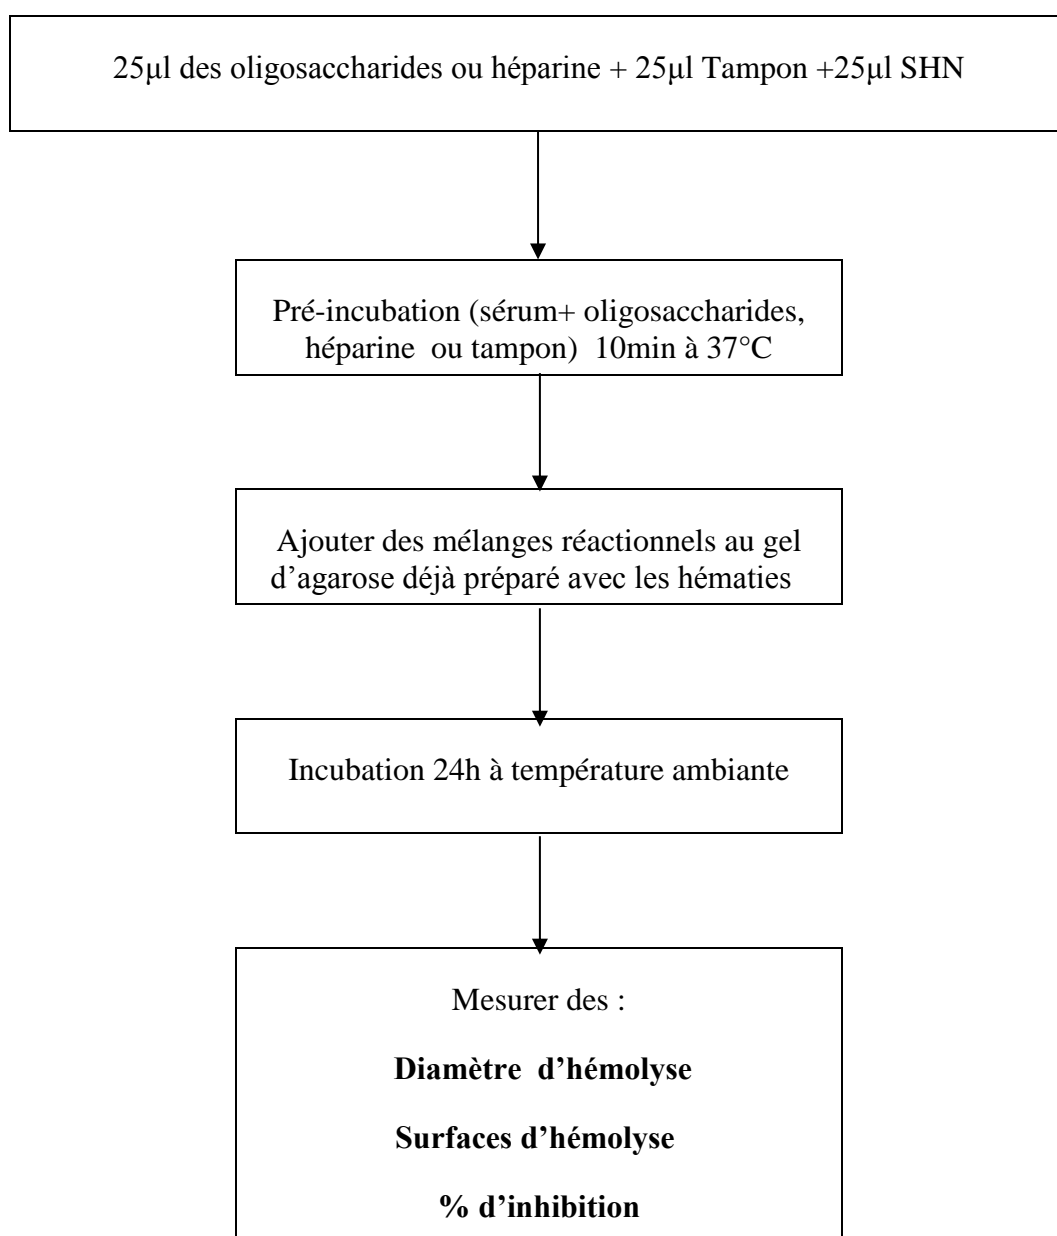 25μl des oligosaccharides ou héparine + 25μl Tampon +25μl SHN
Pré-incubation (sérum+ oligosaccharides,
héparine ou tampon) 10min à 37°C
Ajouter des mélanges réactionnels au gel
d’agarose déjà préparé avec les hématies
Incubation 24h à température ambiante
Mesurer des :
Diamètre d’hémolyse
Surfaces d’hémolyse
% d’inhibition